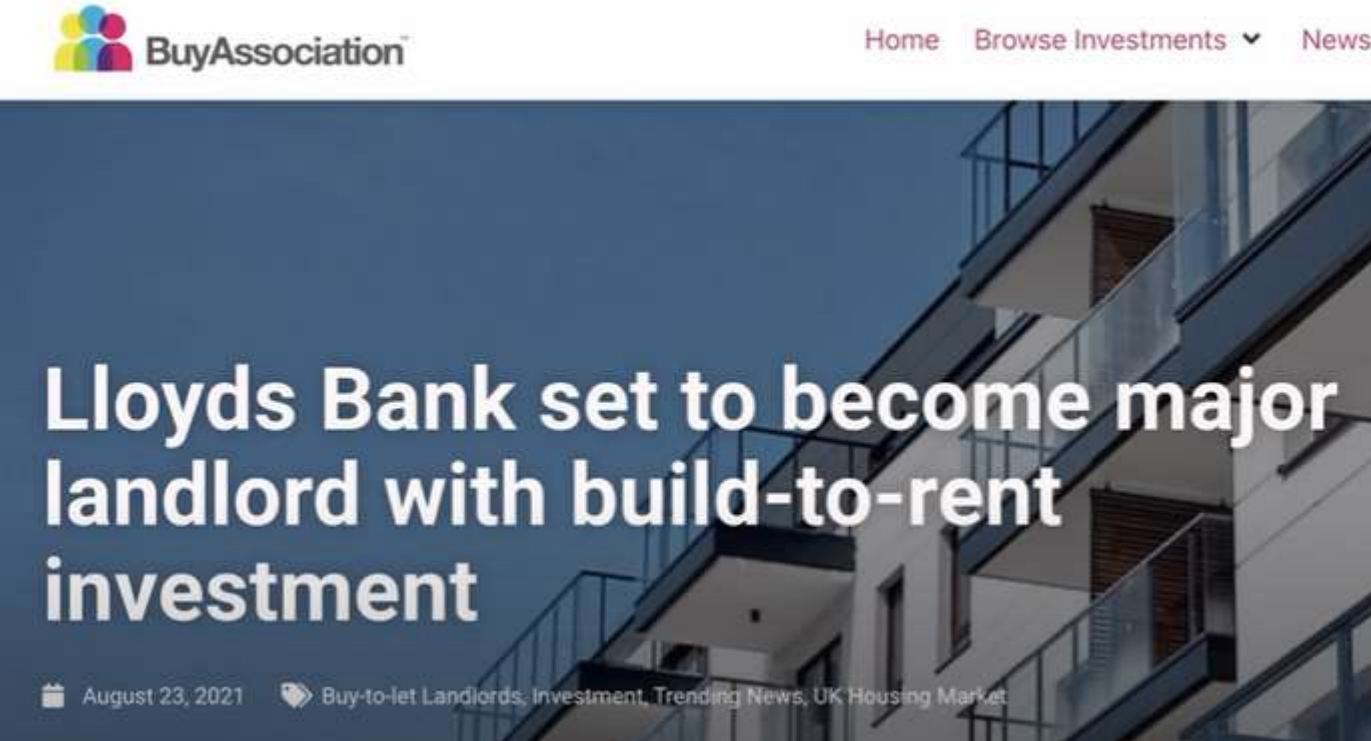 BuyAssociation
Home Browse Investments News
Lloyds Bank set to become major
landlord with build-to-rent
investment
August 23, 2021 Buy-to-let Landlords, Investment, Trending News, UK Housing Market